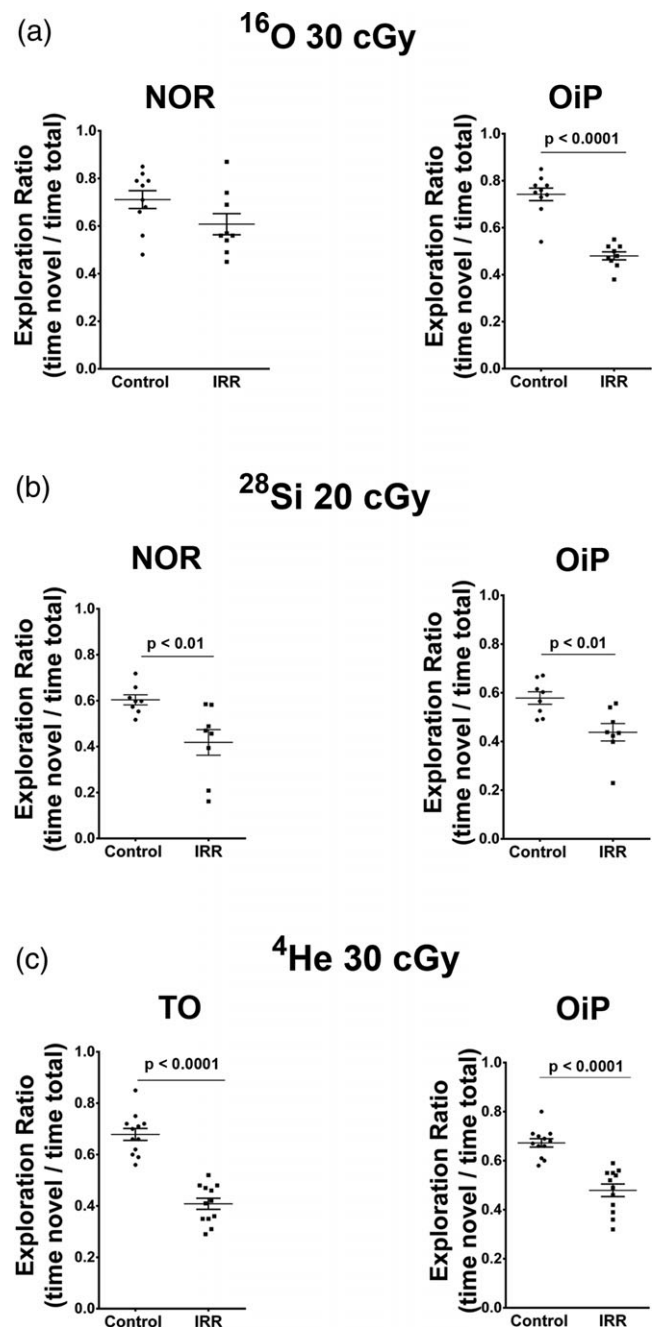 (a)
¹⁶O 30 cGy
NOR
Exploration Ratio
(time novel / time total)
1.0
0.8
0.6
0.4
0.2
0.0
Control IRR
OiP
Exploration Ratio
(time novel / time total)
1.0
0.8
0.6
0.4
0.2
0.0
p < 0.0001
Control IRR
(b)
²⁸Si 20 cGy
NOR
Exploration Ratio
(time novel / time total)
1.0
0.8
0.6
0.4
0.2
0.0
p < 0.01
Control IRR
OiP
Exploration Ratio
(time novel / time total)
1.0
0.8
0.6
0.4
0.2
0.0
p < 0.01
Control IRR
(c)
⁴He 30 cGy
TO
Exploration Ratio
(time novel / time total)
1.0
0.8
0.6
0.4
0.2
0.0
p < 0.0001
Control IRR
OiP
Exploration Ratio
(time novel / time total)
1.0
0.8
0.6
0.4
0.2
0.0
p < 0.0001
Control IRR